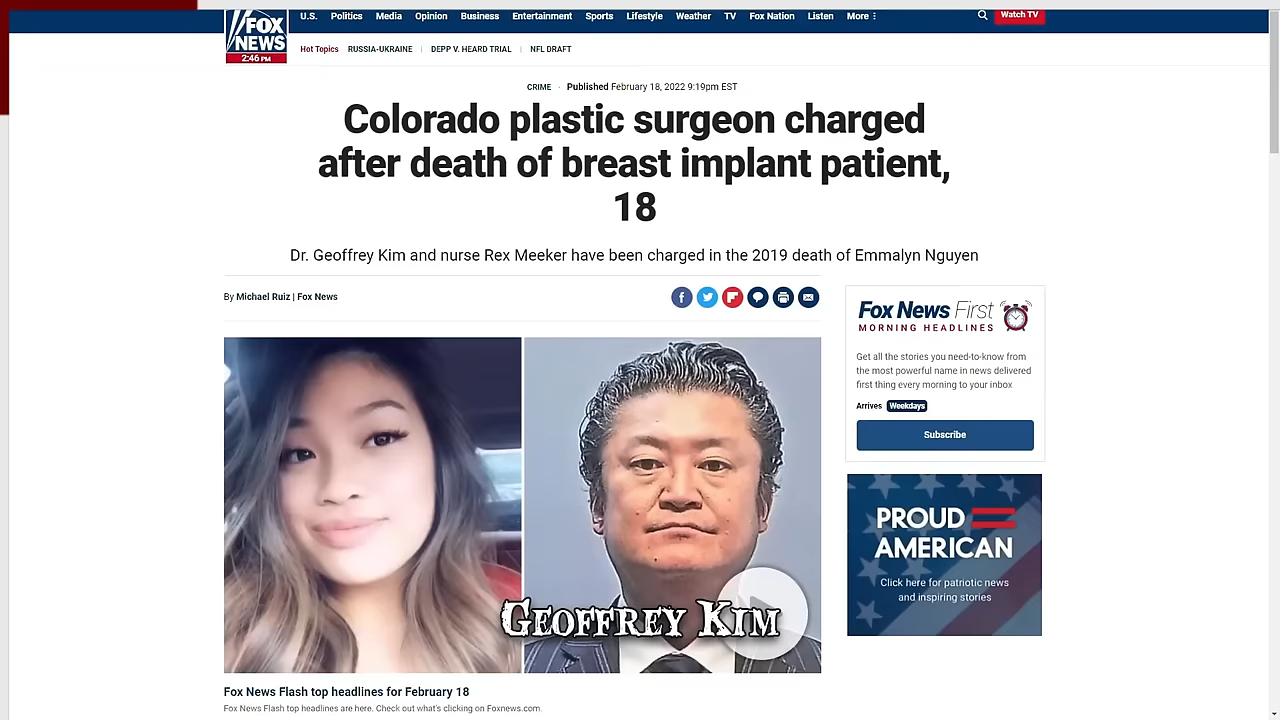 U.S. Politics Media Opinion Business Entertainment Sports Lifestyle Weather TV Fox Nation Listen More
Watch TV
FOX
NEWS
2:46 PM
Hot Topics RUSSIA-UKRAINE DEPP V. HEARD TRIAL NFL DRAFT
CRIME · Published February 18, 2022 9:19pm EST
Colorado plastic surgeon charged
after death of breast implant patient,
18
Dr. Geoffrey Kim and nurse Rex Meeker have been charged in the 2019 death of Emmalyn Nguyen
By Michael Ruiz | Fox News
Fox News First
MORNING HEADLINES
Get all the stories you need-to-know from
the most powerful name in news delivered
first thing every morning to your inbox
Arrives Weekdays
Subscribe
PROUD
AMERICAN
Click here for patriotic news
and inspiring stories
GEOFFREY KIM
Fox News Flash top headlines for February 18
Fox News Flash top headlines are here. Check out what's clicking on Foxnews.com.